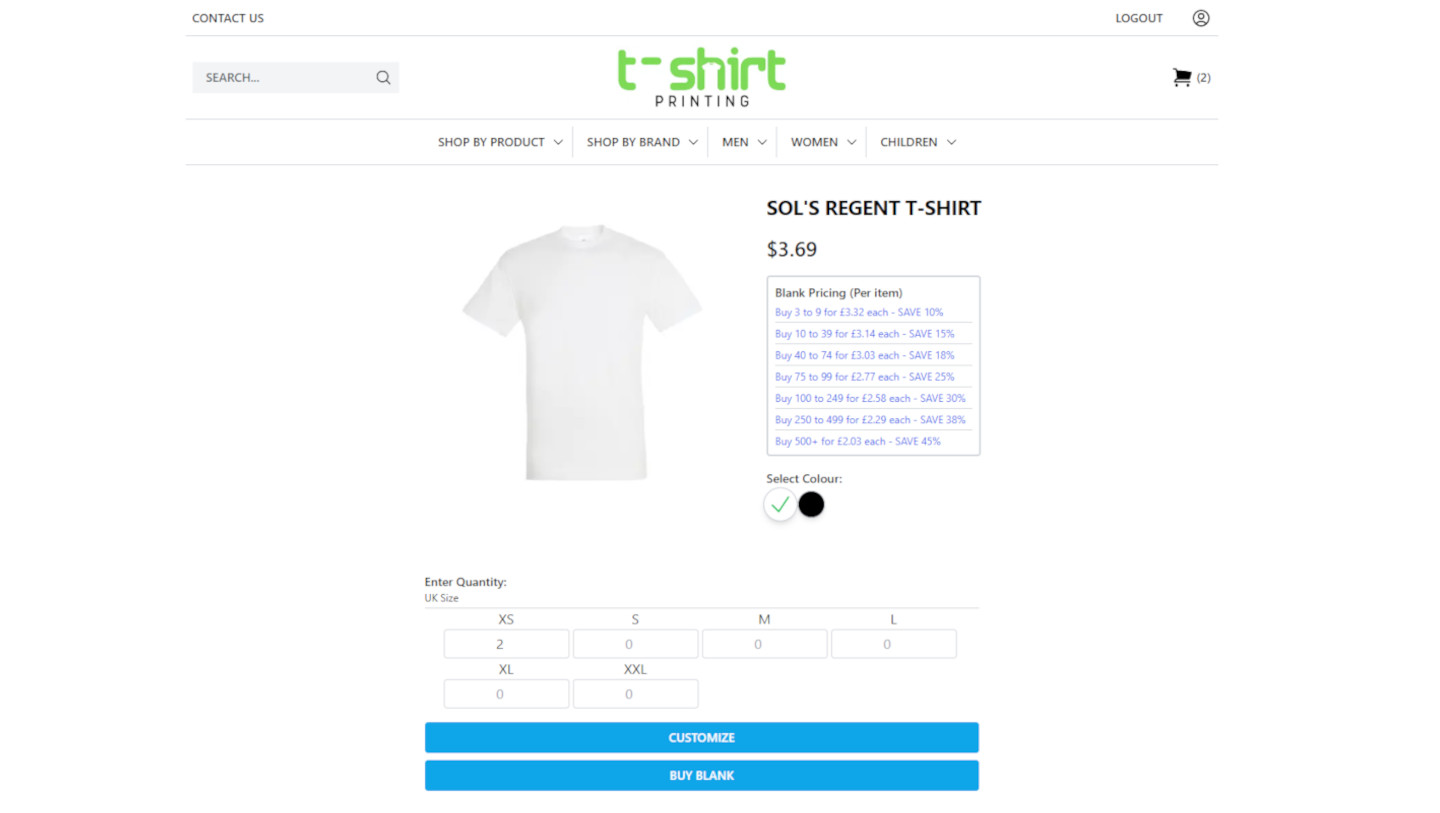 CONTACT US
LOGOUT
SEARCH...
t-shirt
PRINTING
(2)
SHOP BY PRODUCT
SHOP BY BRAND
MEN
WOMEN
CHILDREN
SOL'S REGENT T-SHIRT
$3.69
Blank Pricing (Per item)
Buy 3 to 9 for £3.32 each - SAVE 10%
Buy 10 to 39 for £3.14 each - SAVE 15%
Buy 40 to 74 for £3.03 each - SAVE 18%
Buy 75 to 99 for £2.77 each - SAVE 25%
Buy 100 to 249 for £2.58 each - SAVE 30%
Buy 250 to 499 for £2.29 each - SAVE 38%
Buy 500+ for £2.03 each - SAVE 45%
Select Colour:
Enter Quantity:
UK Size
XS S M L
2 0 0 0
XL XXL
0 0
CUSTOMIZE
BUY BLANK